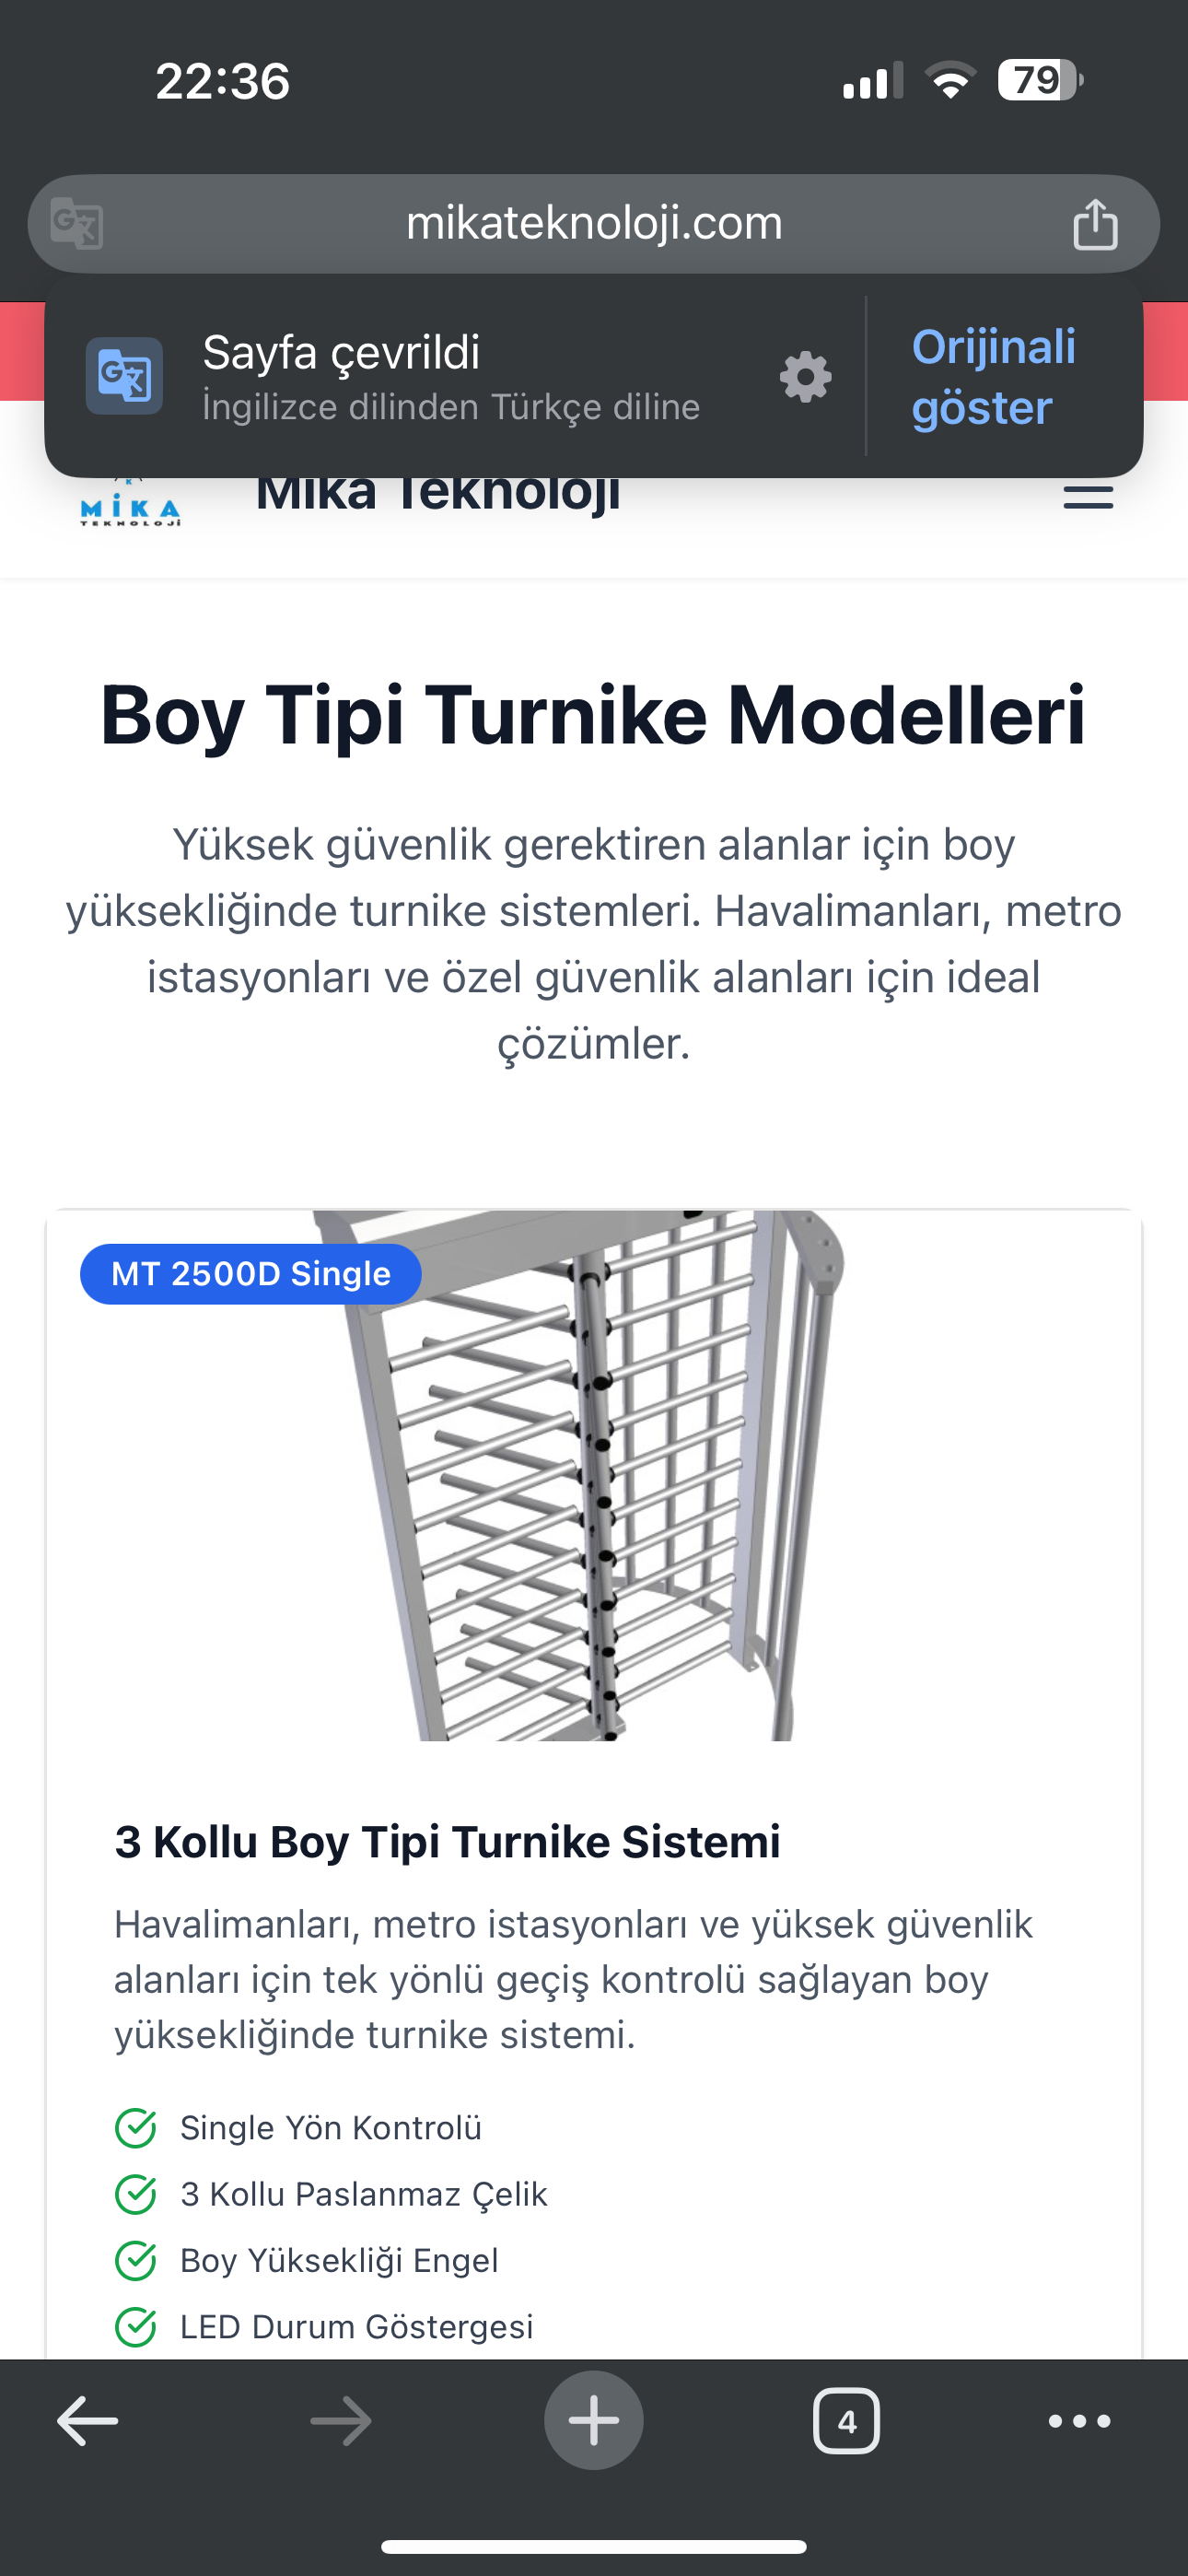 22:36
79
mikateknoloji.com
Sayfa çevrildi
İngilizce dilinden Türkçe diline
Orijinali
göster
MİKA
TEKNOLOJİ
Mika Teknoloji
Boy Tipi Turnike Modelleri
Yüksek güvenlik gerektiren alanlar için boy
yüksekliğinde turnike sistemleri. Havalimanları, metro
istasyonları ve özel güvenlik alanları için ideal
çözümler.
MT 2500D Single
3 Kollu Boy Tipi Turnike Sistemi
Havalimanları, metro istasyonları ve yüksek güvenlik
alanları için tek yönlü geçiş kontrolü sağlayan boy
yüksekliğinde turnike sistemi.
Single Yön Kontrolü
3 Kollu Paslanmaz Çelik
Boy Yüksekliği Engel
LED Durum Göstergesi
4